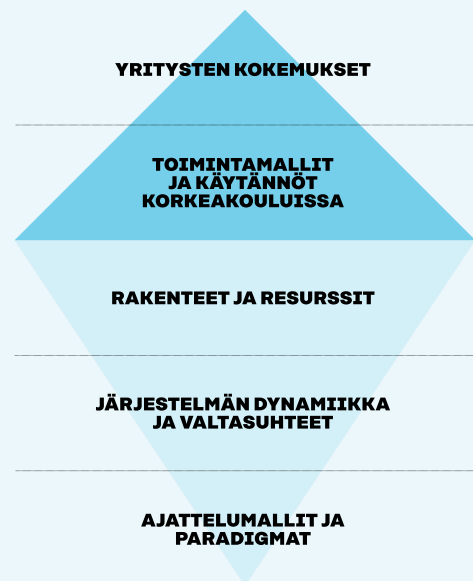 YRITYSTEN KOKEMUKSET
TOIMINTAMALLIT
JA KÄYTÄNNÖT
KORKEAKOULUISSA
RAKENTEET JA RESURSSIT
JÄRJESTELMÄN DYNAMIIKKA
JA VALTASUHTEET
AJATTELUMALLIT JA
PARADIGMAT